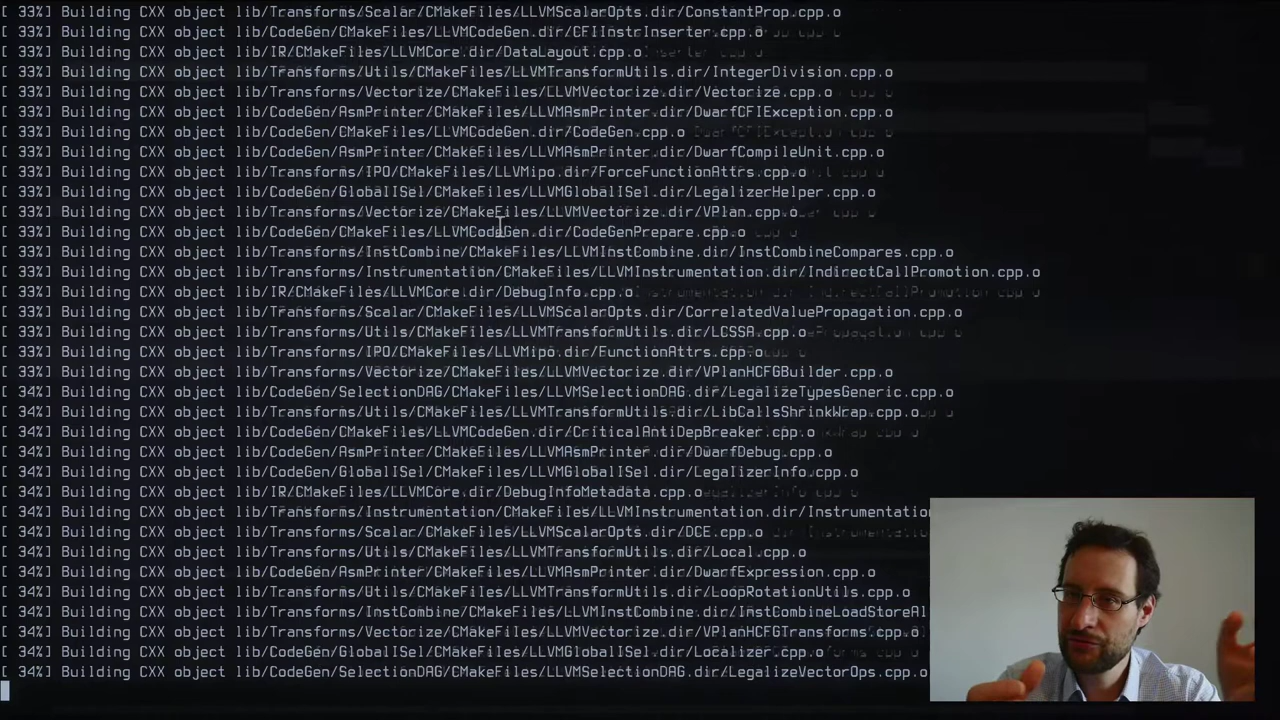 [ 33%] Building CXX object lib/Transforms/Scalar/CMakeFiles/LLVMScalarOpts.dir/ConstantProp.cpp.o
[ 33%] Building CXX object lib/CodeGen/CMakeFiles/LLVMCodeGen.dir/CFIInstrInserter.cpp.o
[ 33%] Building CXX object lib/IR/CMakeFiles/LLVMCore.dir/DataLayout.cpp.o
[ 33%] Building CXX object lib/Transforms/Utils/CMakeFiles/LLVMTransformUtils.dir/IntegerDivision.cpp.o
[ 33%] Building CXX object lib/Transforms/Vectorize/CMakeFiles/LLVMVectorize.dir/Vectorize.cpp.o
[ 33%] Building CXX object lib/CodeGen/AsmPrinter/CMakeFiles/LLVMAsmPrinter.dir/DwarfCFIException.cpp.o
[ 33%] Building CXX object lib/CodeGen/CMakeFiles/LLVMCodeGen.dir/CodeGen.cpp.o
[ 33%] Building CXX object lib/CodeGen/AsmPrinter/CMakeFiles/LLVMAsmPrinter.dir/DwarfCompileUnit.cpp.o
[ 33%] Building CXX object lib/Transforms/IPO/CMakeFiles/LLVMipo.dir/ForceFunctionAttrs.cpp.o
[ 33%] Building CXX object lib/CodeGen/GlobalISel/CMakeFiles/LLVMGlobalISel.dir/LegalizerHelper.cpp.o
[ 33%] Building CXX object lib/Transforms/Vectorize/CMakeFiles/LLVMVectorize.dir/VPlan.cpp.o
[ 33%] Building CXX object lib/CodeGen/CMakeFiles/LLVMCodeGen.dir/CodeGenPrepare.cpp.o
[ 33%] Building CXX object lib/Transforms/InstCombine/CMakeFiles/LLVMInstCombine.dir/InstCombineCompares.cpp.o
[ 33%] Building CXX object lib/Transforms/Instrumentation/CMakeFiles/LLVMInstrumentation.dir/IndirectCallPromotion.cpp.o
[ 33%] Building CXX object lib/IR/CMakeFiles/LLVMCore.dir/DebugInfo.cpp.o
[ 33%] Building CXX object lib/Transforms/Scalar/CMakeFiles/LLVMScalarOpts.dir/CorrelatedValuePropagation.cpp.o
[ 33%] Building CXX object lib/Transforms/Utils/CMakeFiles/LLVMTransformUtils.dir/LCSSA.cpp.o
[ 33%] Building CXX object lib/Transforms/IPO/CMakeFiles/LLVMipo.dir/FunctionAttrs.cpp.o
[ 33%] Building CXX object lib/Transforms/Vectorize/CMakeFiles/LLVMVectorize.dir/VPlanHCFGBuilder.cpp.o
[ 34%] Building CXX object lib/CodeGen/SelectionDAG/CMakeFiles/LLVMSelectionDAG.dir/LegalizeTypesGeneric.cpp.o
[ 34%] Building CXX object lib/Transforms/Utils/CMakeFiles/LLVMTransformUtils.dir/LibCallsShrinkWrap.cpp.o
[ 34%] Building CXX object lib/CodeGen/CMakeFiles/LLVMCodeGen.dir/CriticalAntiDepBreaker.cpp.o
[ 34%] Building CXX object lib/CodeGen/AsmPrinter/CMakeFiles/LLVMAsmPrinter.dir/DwarfDebug.cpp.o
[ 34%] Building CXX object lib/CodeGen/GlobalISel/CMakeFiles/LLVMGlobalISel.dir/LegalizerInfo.cpp.o
[ 34%] Building CXX object lib/IR/CMakeFiles/LLVMCore.dir/DebugInfoMetadata.cpp.o
[ 34%] Building CXX object lib/Transforms/Instrumentation/CMakeFiles/LLVMInstrumentation.dir/Instrumentation
[ 34%] Building CXX object lib/Transforms/Scalar/CMakeFiles/LLVMScalarOpts.dir/DCE.cpp.o
[ 34%] Building CXX object lib/Transforms/Utils/CMakeFiles/LLVMTransformUtils.dir/Local.cpp.o
[ 34%] Building CXX object lib/CodeGen/AsmPrinter/CMakeFiles/LLVMAsmPrinter.dir/DwarfExpression.cpp.o
[ 34%] Building CXX object lib/Transforms/Utils/CMakeFiles/LLVMTransformUtils.dir/LoopRotationUtils.cpp.o
[ 34%] Building CXX object lib/Transforms/InstCombine/CMakeFiles/LLVMInstCombine.dir/InstCombineLoadStoreAl
[ 34%] Building CXX object lib/Transforms/Vectorize/CMakeFiles/LLVMVectorize.dir/VPlanHCFGTransforms.cpp.o
[ 34%] Building CXX object lib/CodeGen/GlobalISel/CMakeFiles/LLVMGlobalISel.dir/Localizer.cpp.o
[ 34%] Building CXX object lib/CodeGen/SelectionDAG/CMakeFiles/LLVMSelectionDAG.dir/LegalizeVectorOps.cpp.o